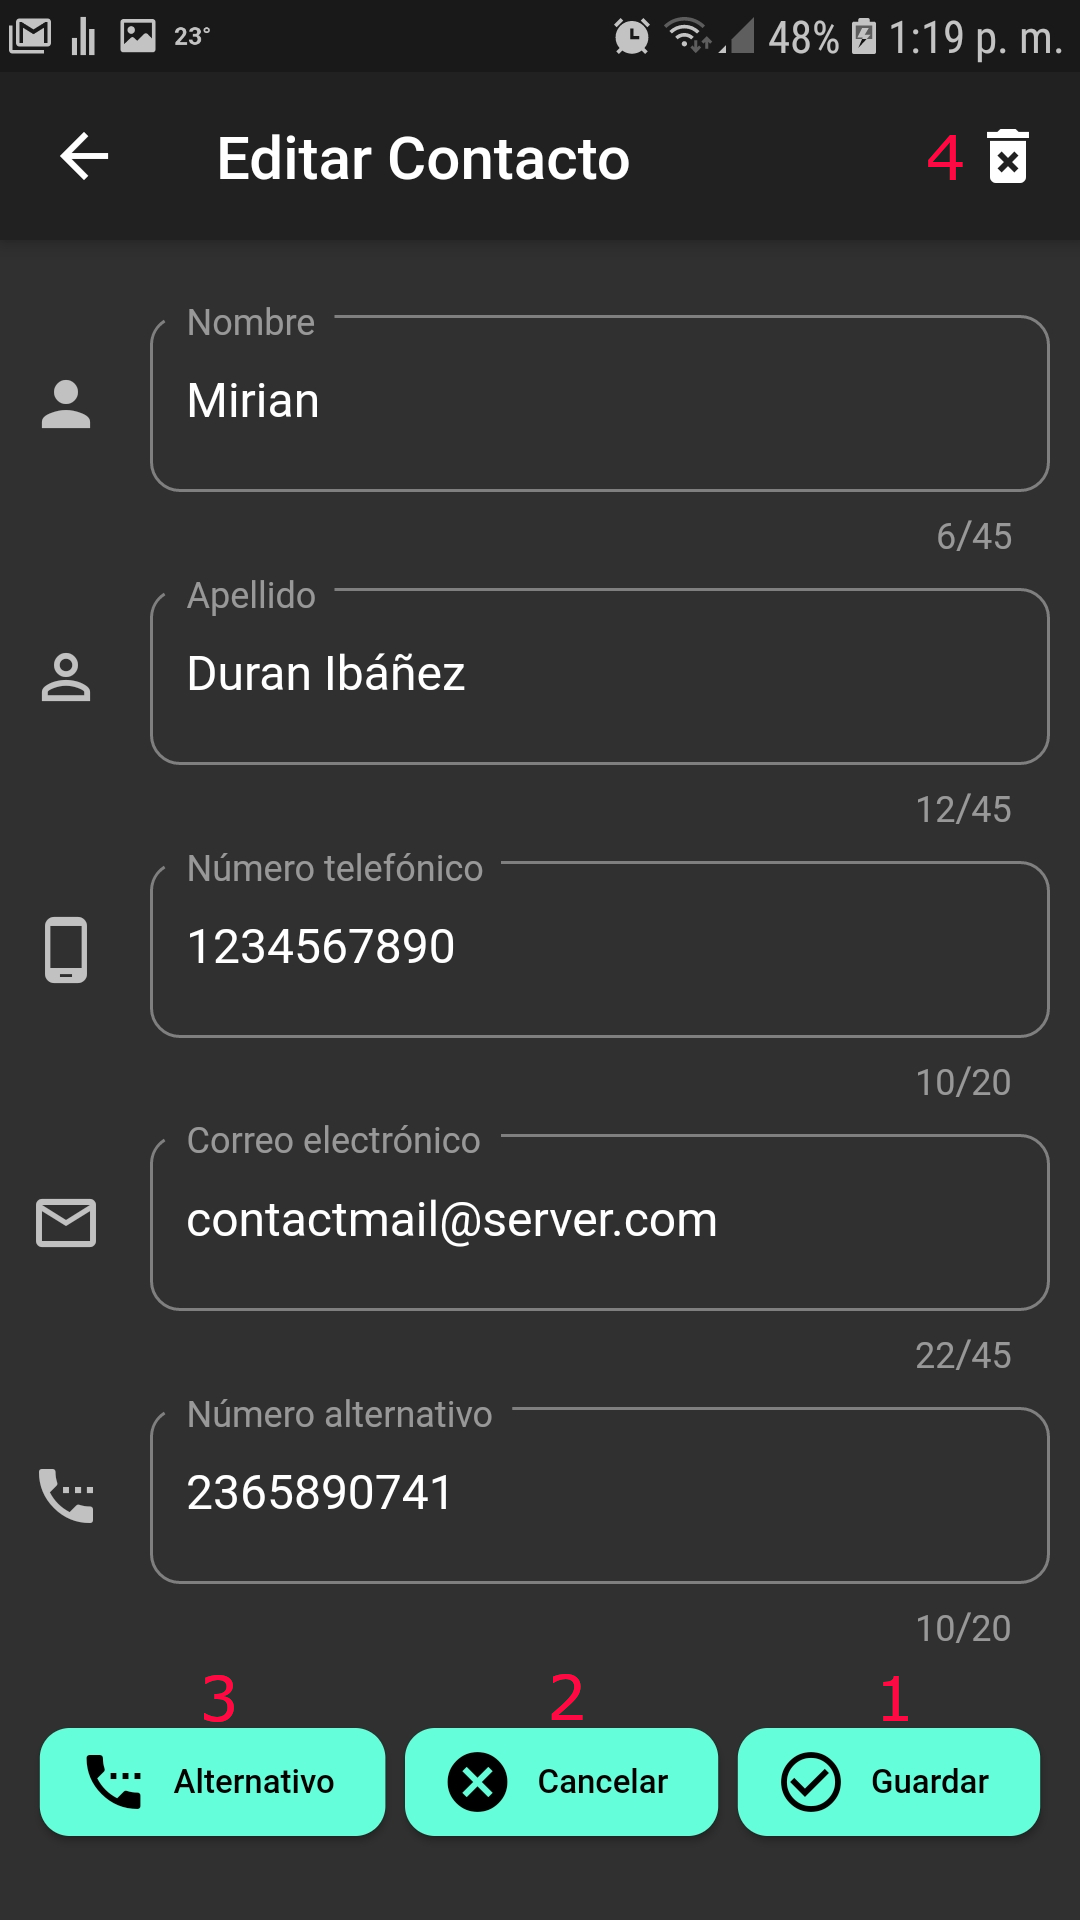 23° 48% 1:19 p. m.
Editar Contacto 4
Nombre
Mirian
6/45
Apellido
Duran Ibáñez
12/45
Número telefónico
1234567890
10/20
Correo electrónico
contactmail@server.com
22/45
Número alternativo
2365890741
10/20
3 2 1
Alternativo Cancelar Guardar